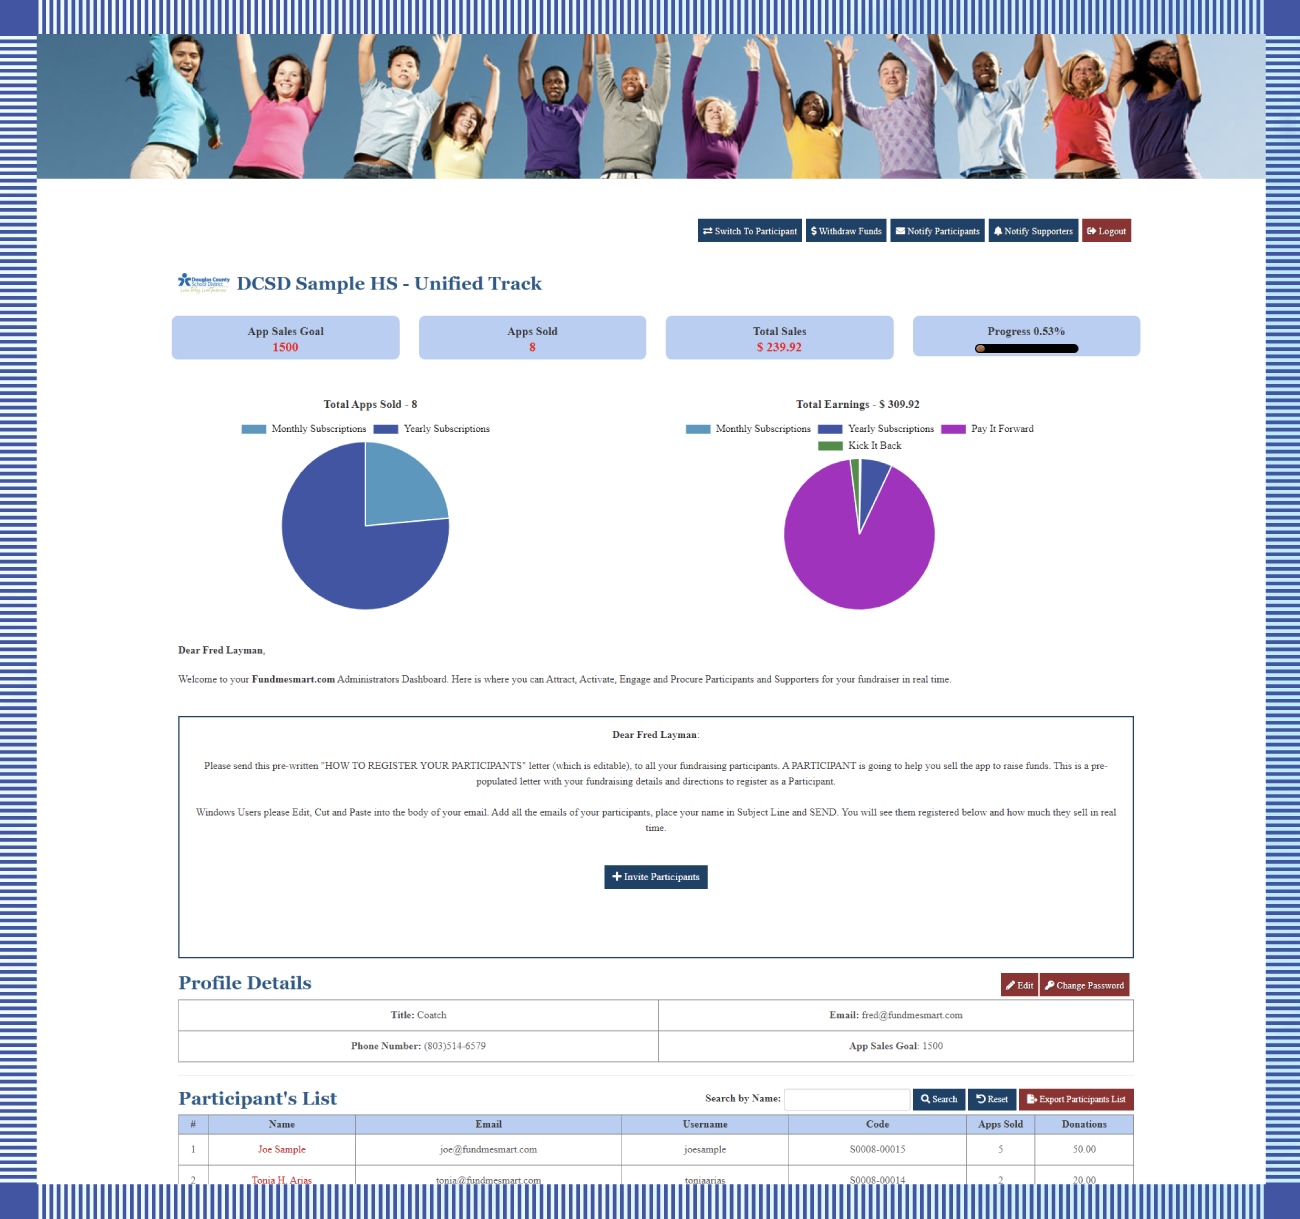 Switch To Participant
Withdraw Funds
Notify Participants
Notify Supporters
Logout
Douglas County
School District
DCSD Sample HS - Unified Track
App Sales Goal
1500
Apps Sold
8
Total Sales
$ 239.92
Progress 0.53%
Total Apps Sold - 8
Monthly Subscriptions
Yearly Subscriptions
Total Earnings - $ 309.92
Monthly Subscriptions
Yearly Subscriptions
Pay It Forward
Kick It Back
Dear Fred Layman,
Welcome to your Fundmesmart.com Administrators Dashboard. Here is where you can Attract, Activate, Engage and Procure Participants and Supporters for your fundraiser in real time.
Dear Fred Layman:
Please send this pre-written "HOW TO REGISTER YOUR PARTICIPANTS" letter (which is editable), to all your fundraising participants. A PARTICIPANT is going to help you sell the app to raise funds. This is a pre-
populated letter with your fundraising details and directions to register as a Participant.
Windows Users please Edit, Cut and Paste into the body of your email. Add all the emails of your participants, place your name in Subject Line and SEND. You will see them registered below and how much they sell in real
time.
Invite Participants
Profile Details
Edit
Change Password
Title: Coatch
Email: fred@fundmesmart.com
Phone Number: (803)514-6579
App Sales Goal: 1500
Participant's List
Search by Name:
Search
Reset
Export Participants List
# Name Email Username Code Apps Sold Donations
1 Joe Sample joe@fundmesmart.com joesample S0008-00015 5 50.00
2 Tonja H. Arias tonja@fundmesmart.com tonjaarias S0008-00014 2 20.00